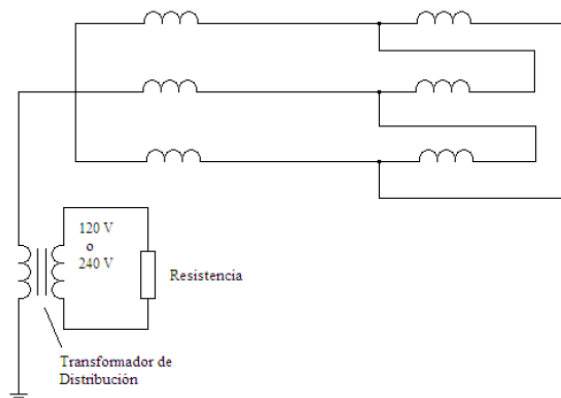 120 V
o
240 V
Resistencia
Transformador de
Distribución